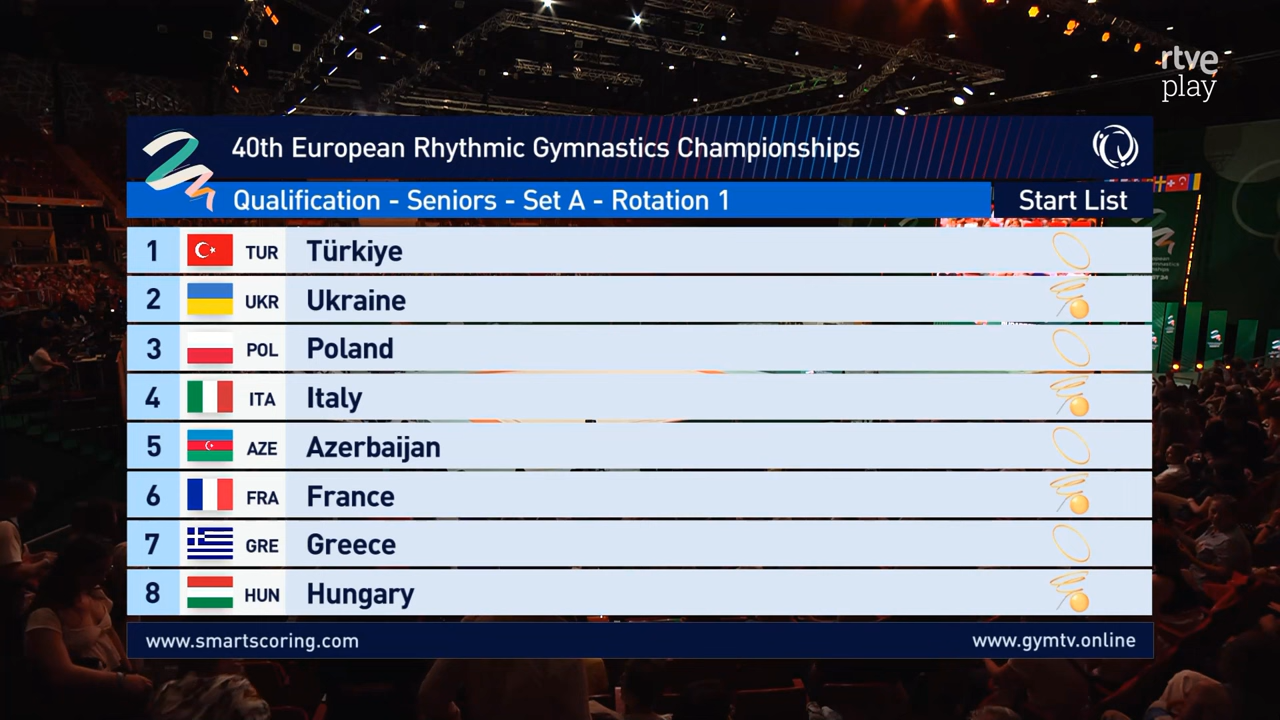 rtve
play
40th European Rhythmic Gymnastics Championships
Qualification - Seniors - Set A - Rotation 1
Start List
1 TUR Türkiye
2 UKR Ukraine
3 POL Poland
4 ITA Italy
5 AZE Azerbaijan
6 FRA France
7 GRE Greece
8 HUN Hungary
www.smartscoring.com
www.gymtv.online